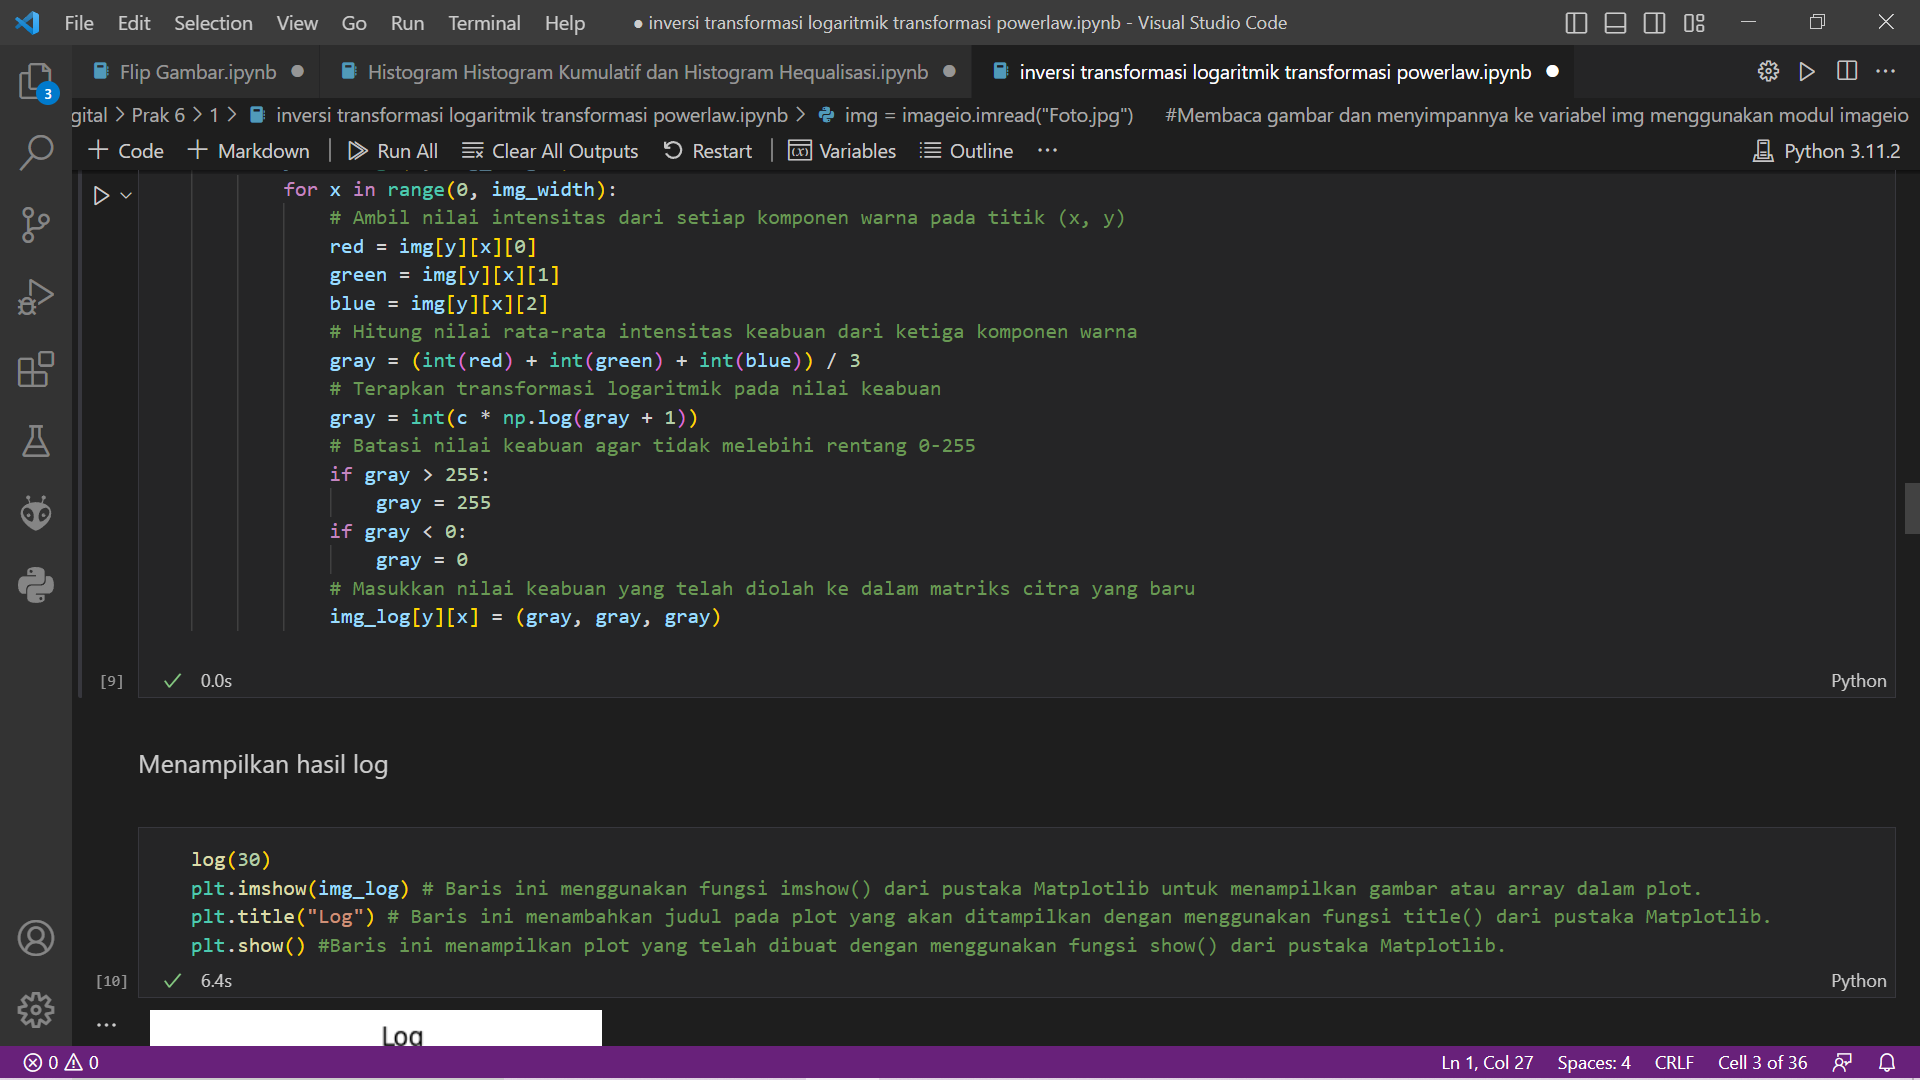 File Edit Selection View Go Run Terminal Help
● inversi transformasi logaritmik transformasi powerlaw.ipynb - Visual Studio Code
Flip Gambar.ipynb
Histogram Histogram Kumulatif dan Histogram Hequalisasi.ipynb
inversi transformasi logaritmik transformasi powerlaw.ipynb
3
gital > Prak 6 > 1 > inversi transformasi logaritmik transformasi powerlaw.ipynb > img = imageio.imread("Foto.jpg") #Membaca gambar dan menyimpannya ke variabel img menggunakan modul imageio
+ Code + Markdown | Run All Clear All Outputs Restart | Variables Outline ...
Python 3.11.2
for x in range(0, img_width):
# Ambil nilai intensitas dari setiap komponen warna pada titik (x, y)
red = img[y][x][0]
green = img[y][x][1]
blue = img[y][x][2]
# Hitung nilai rata-rata intensitas keabuan dari ketiga komponen warna
gray = (int(red) + int(green) + int(blue)) / 3
# Terapkan transformasi logaritmik pada nilai keabuan
gray = int(c * np.log(gray + 1))
# Batasi nilai keabuan agar tidak melebihi rentang 0-255
if gray > 255:
gray = 255
if gray < 0:
gray = 0
# Masukkan nilai keabuan yang telah diolah ke dalam matriks citra yang baru
img_log[y][x] = (gray, gray, gray)
[9] 0.0s
Python
Menampilkan hasil log
log(30)
plt.imshow(img_log) # Baris ini menggunakan fungsi imshow() dari pustaka Matplotlib untuk menampilkan gambar atau array dalam plot.
plt.title("Log") # Baris ini menambahkan judul pada plot yang akan ditampilkan dengan menggunakan fungsi title() dari pustaka Matplotlib.
plt.show() #Baris ini menampilkan plot yang telah dibuat dengan menggunakan fungsi show() dari pustaka Matplotlib.
[10] 6.4s
Python
...
Log
0 0
Ln 1, Col 27 Spaces: 4 CRLF Cell 3 of 36